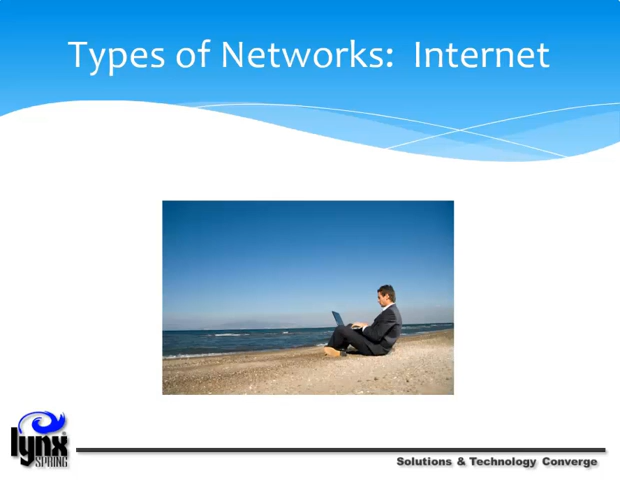 Types of Networks:  Internet
lynx
SPRING
Solutions & Technology Converge